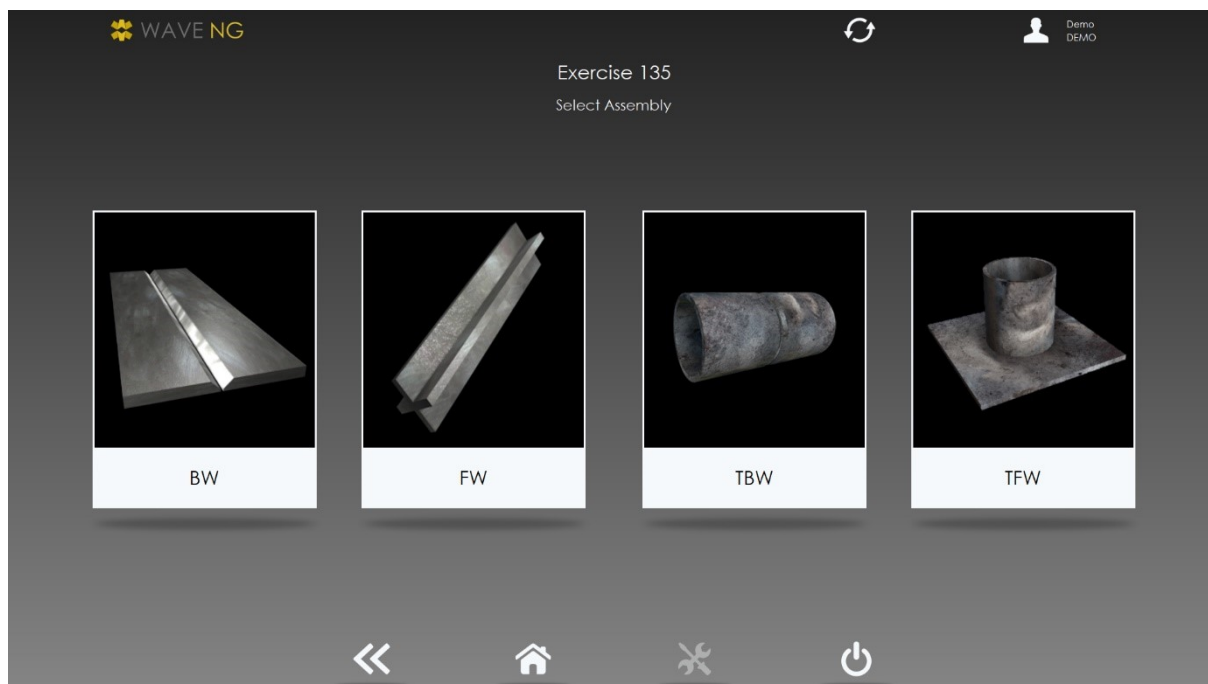 WAVE NG
Demo
DEMO
Exercise 135
Select Assembly
BW
FW
TBW
TFW